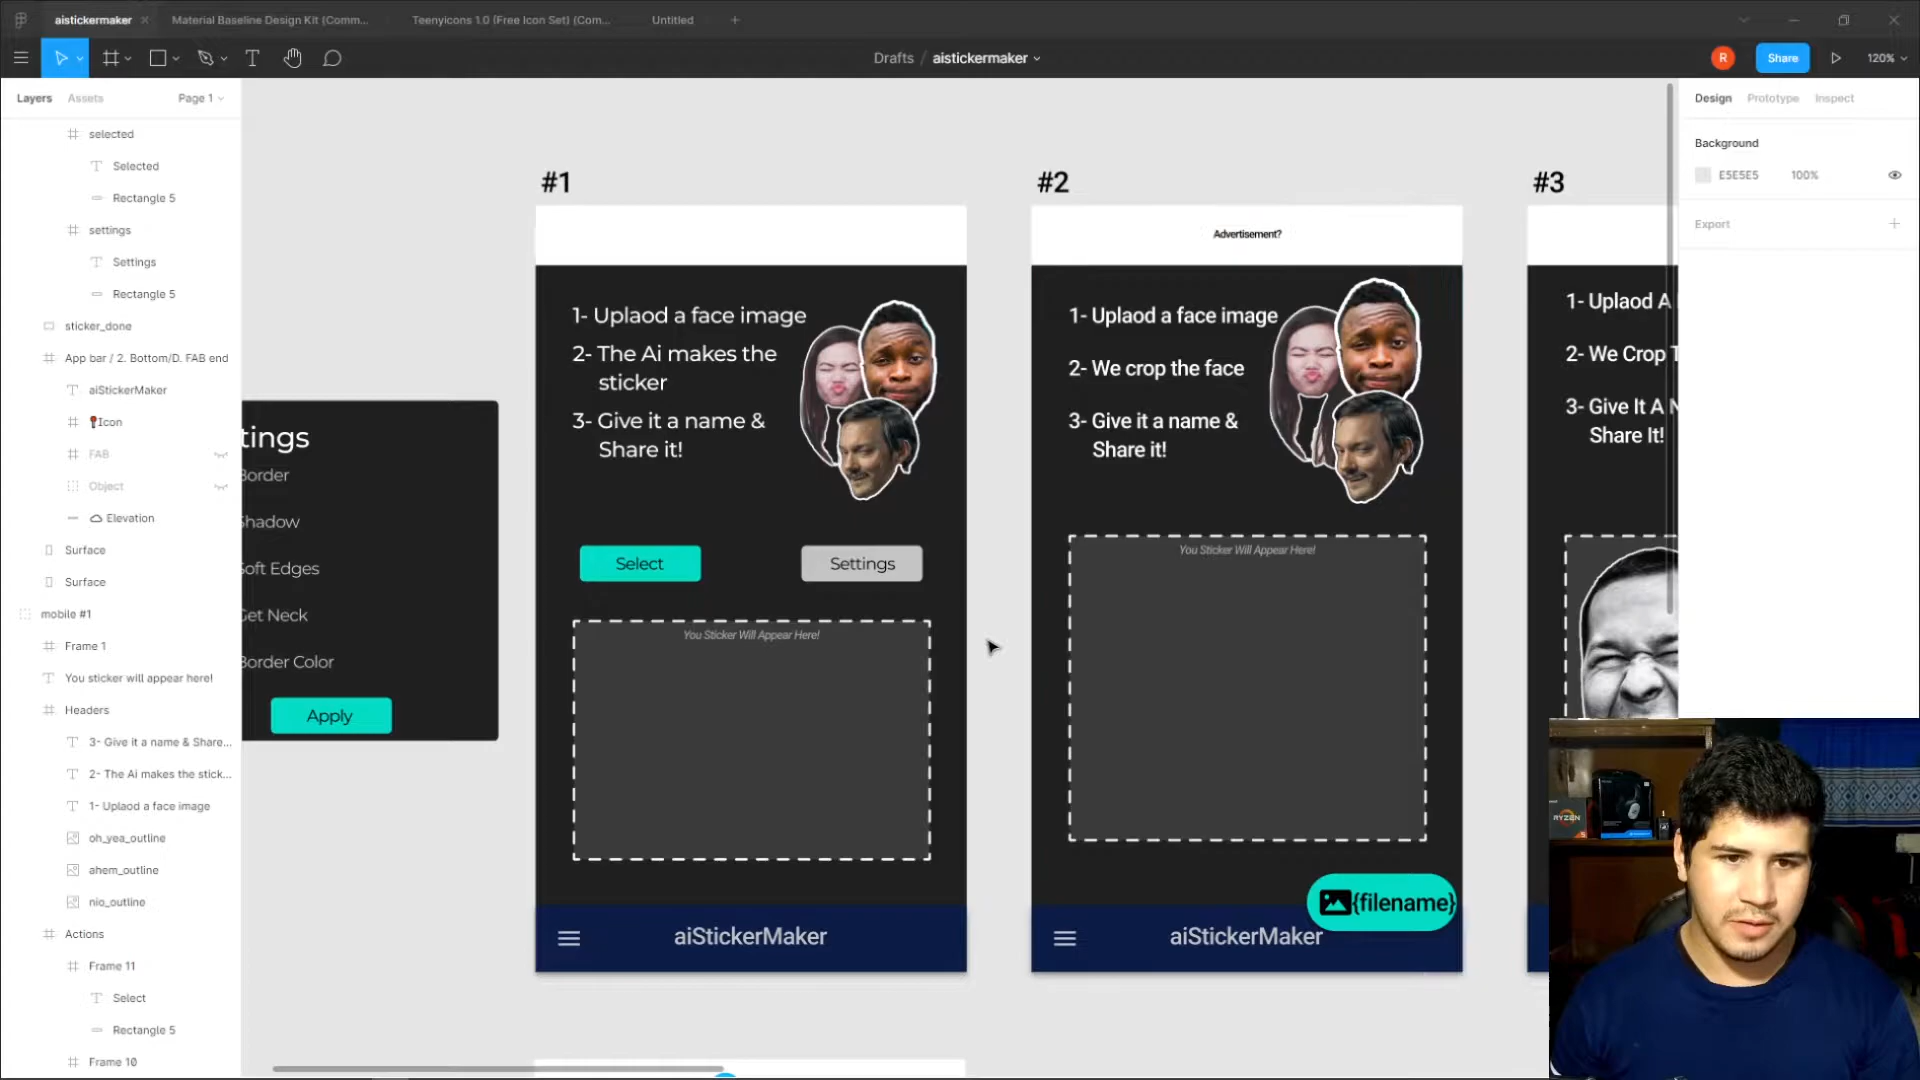 aistickermaker
Material Baseline Design Kit (Comm...
Teenyicons 1.0 (Free Icon Set) (Com...
Untitled
Drafts / aistickermaker
R
Share
120%
Layers
Assets
Page 1
selected
Selected
Rectangle 5
settings
Settings
Rectangle 5
sticker_done
App bar / 2. Bottom/D. FAB end
aiStickerMaker
Icon
FAB
Object
Elevation
Surface
Surface
mobile #1
Frame 1
You sticker will appear here!
Headers
3- Give it a name & Share...
2- The Ai makes the stick...
1- Uplaod a face image
oh_yea_outline
ahem_outline
nio_outline
Actions
Frame 11
Select
Rectangle 5
Frame 10
tings
Border
Shadow
Soft Edges
Get Neck
Border Color
Apply
#1
1- Uplaod a face image
2- The Ai makes the
sticker
3- Give it a name &
Share it!
Select
Settings
You Sticker Will Appear Here!
aiStickerMaker
#2
Advertisement?
1- Uplaod a face image
2- We crop the face
3- Give it a name &
Share it!
You Sticker Will Appear Here!
{filename}
aiStickerMaker
#3
1- Uplaod A
2- We Crop T
3- Give It A N
Share It!
Design
Prototype
Inspect
Background
E5E5E5
100%
Export
RYZEN